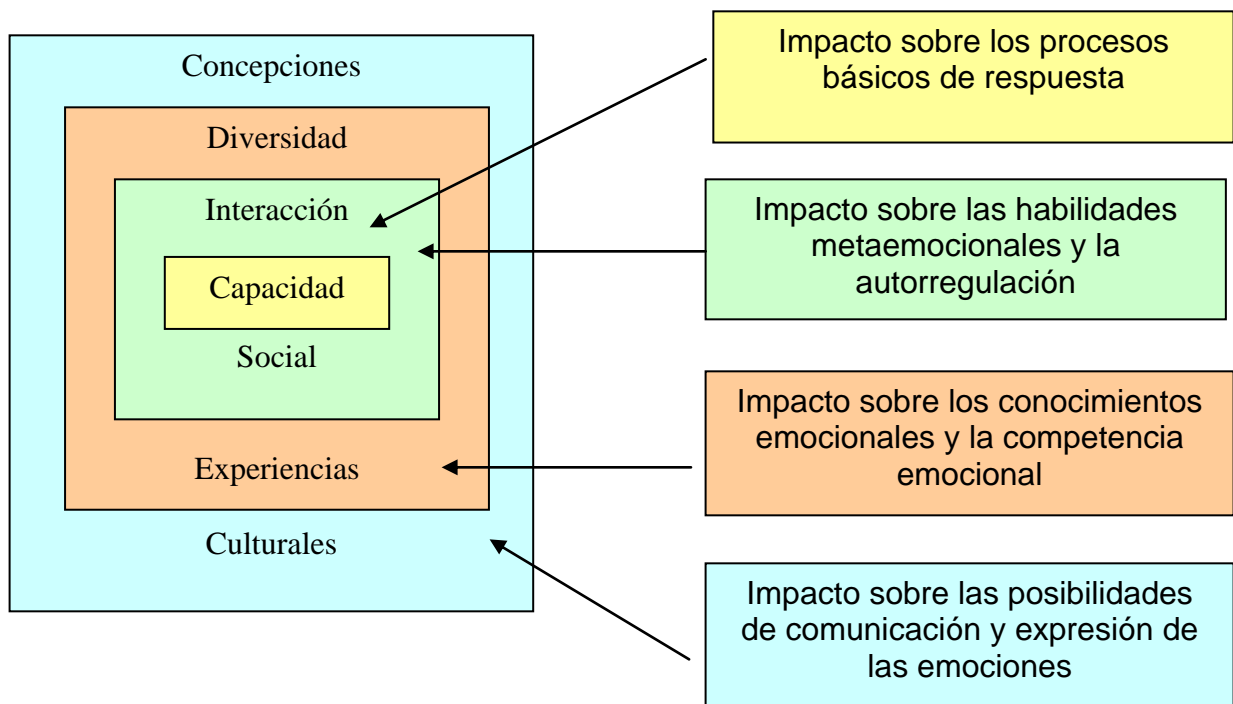 Concepciones
Diversidad
Interacción
Capacidad
Social
Experiencias
Culturales
Impacto sobre los procesos
básicos de respuesta
Impacto sobre las habilidades
metaemocionales y la
autorregulación
Impacto sobre los conocimientos
emocionales y la competencia
emocional
Impacto sobre las posibilidades
de comunicación y expresión de
las emociones